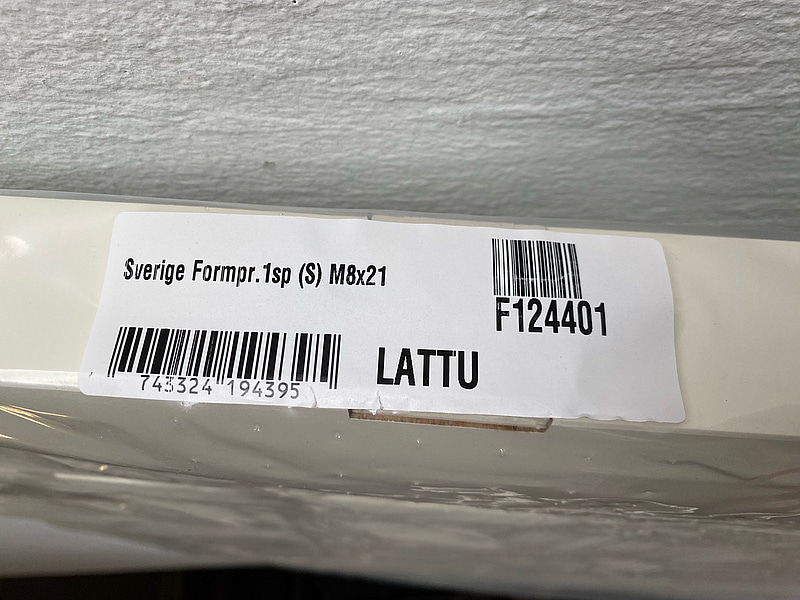 Sverige Formpr.1sp (S) M8x21
F124401
LATTU
743324 194395